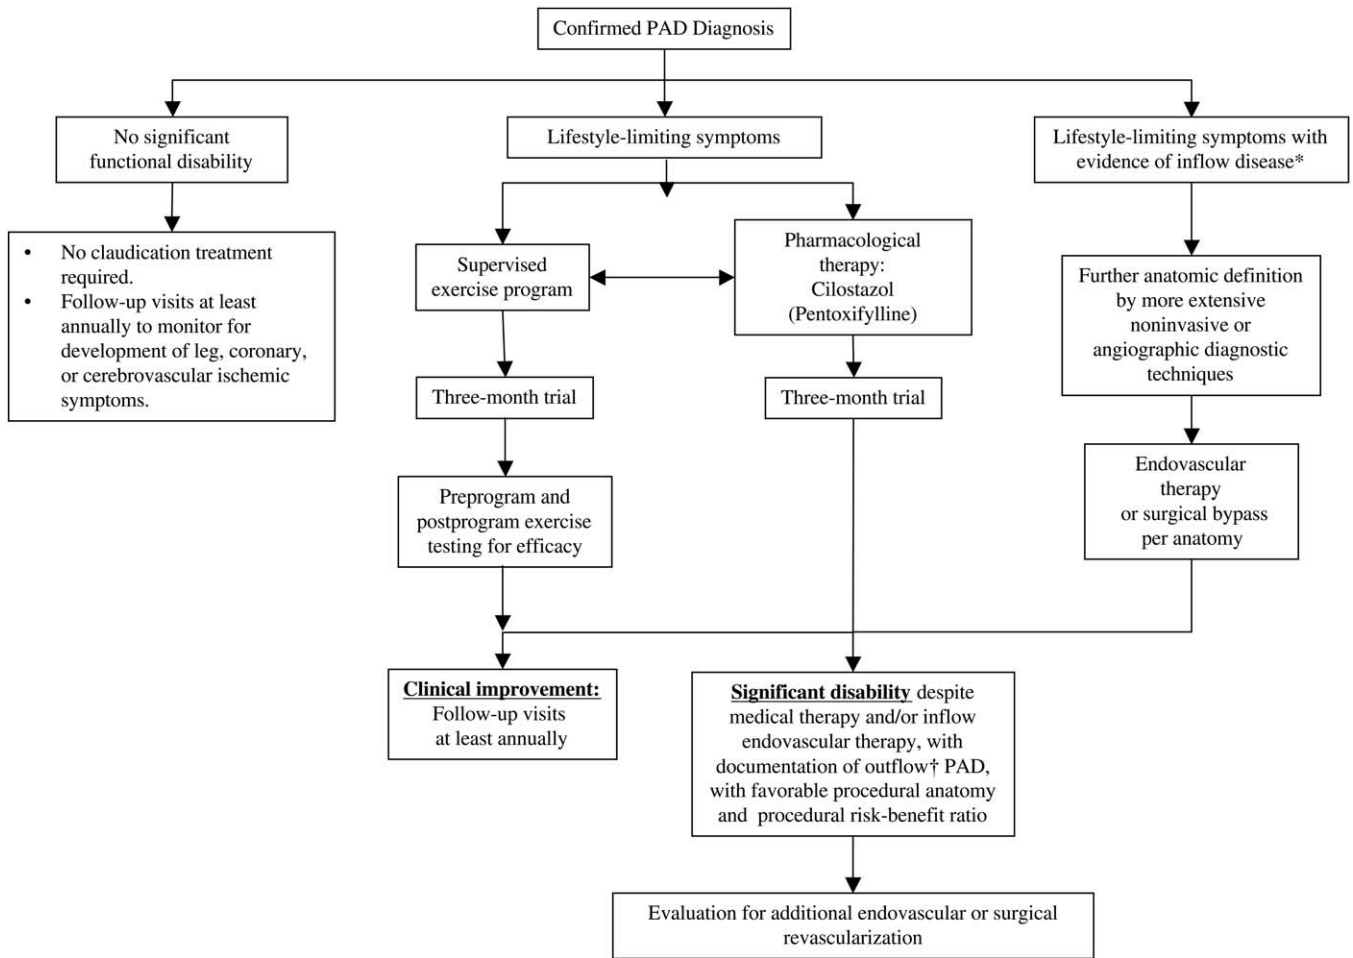 Confirmed PAD Diagnosis
No significant
functional disability
Lifestyle-limiting symptoms
Lifestyle-limiting symptoms with
evidence of inflow disease*
• No claudication treatment
required.
• Follow-up visits at least
annually to monitor for
development of leg, coronary,
or cerebrovascular ischemic
symptoms.
Supervised
exercise program
Pharmacological
therapy:
Cilostazol
(Pentoxifylline)
Further anatomic definition
by more extensive
noninvasive or
angiographic diagnostic
techniques
Three-month trial
Three-month trial
Preprogram and
postprogram exercise
testing for efficacy
Endovascular
therapy
or surgical bypass
per anatomy
Clinical improvement:
Follow-up visits
at least annually
Significant disability despite
medical therapy and/or inflow
endovascular therapy, with
documentation of outflow† PAD,
with favorable procedural anatomy
and procedural risk-benefit ratio
Evaluation for additional endovascular or surgical
revascularization